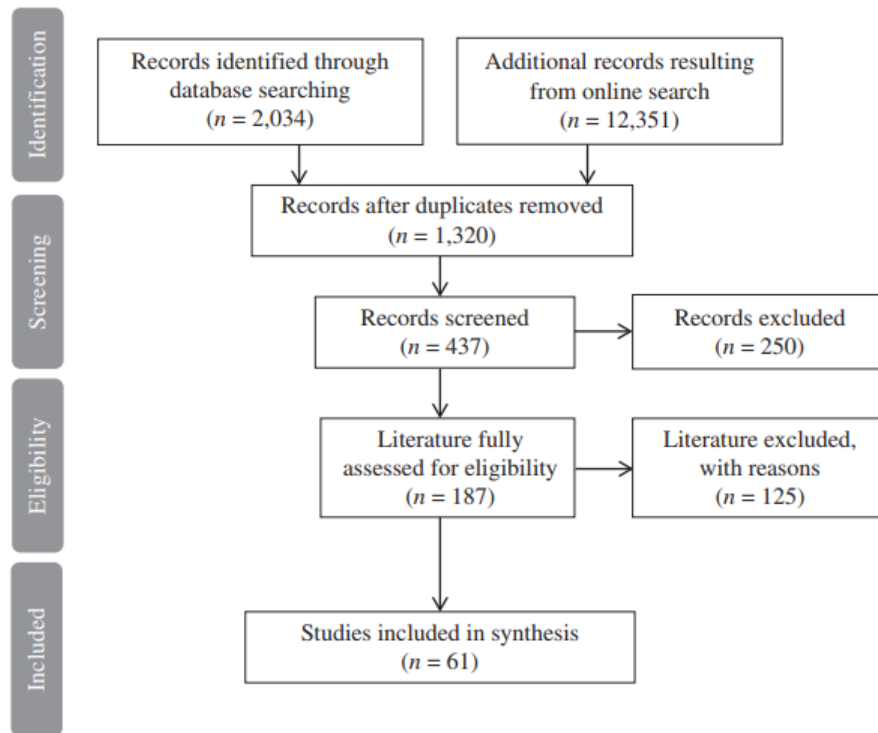 Identification
Records identified through
database searching
(n = 2,034)
Additional records resulting
from online search
(n = 12,351)
Screening
Records after duplicates removed
(n = 1,320)
Records screened
(n = 437)
Records excluded
(n = 250)
Eligibility
Literature fully
assessed for eligibility
(n = 187)
Literature excluded,
with reasons
(n = 125)
Included
Studies included in synthesis
(n = 61)